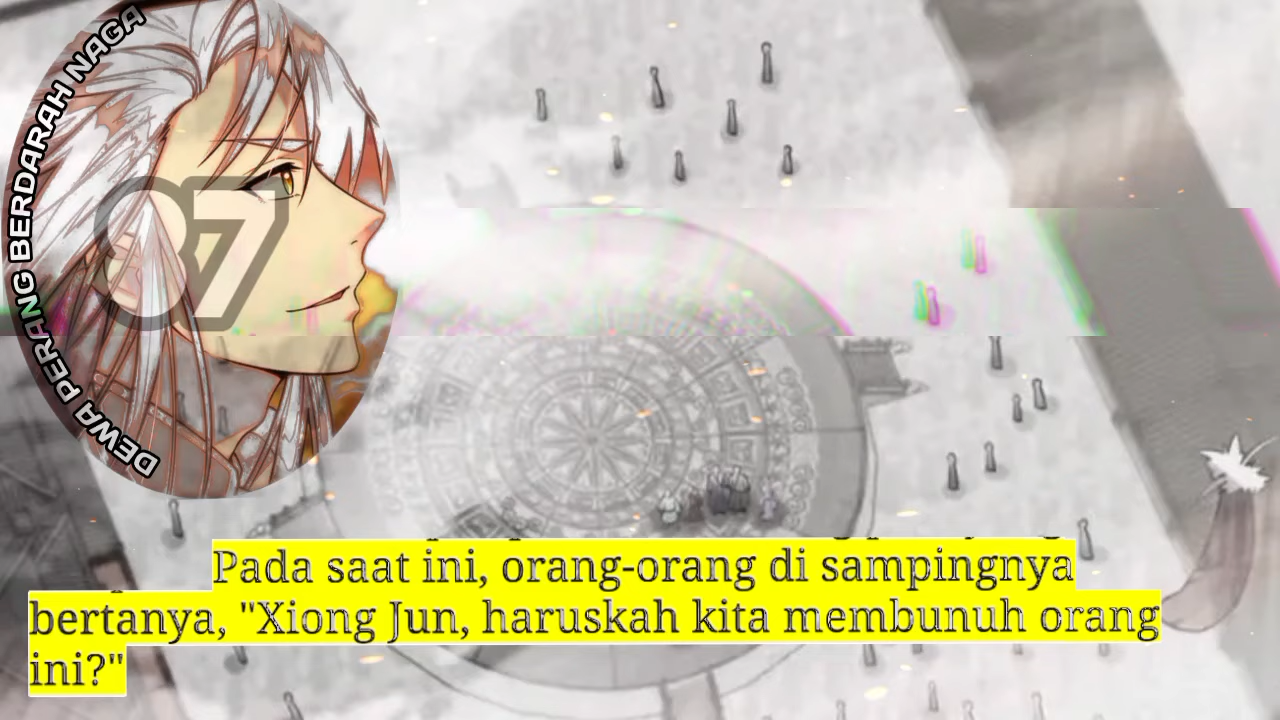 DEWA PERANG BERDARAH NAGA
87
Pada saat ini, orang-orang di sampingnya
bertanya, "Xiong Jun, haruskah kita membunuh orang
ini?"